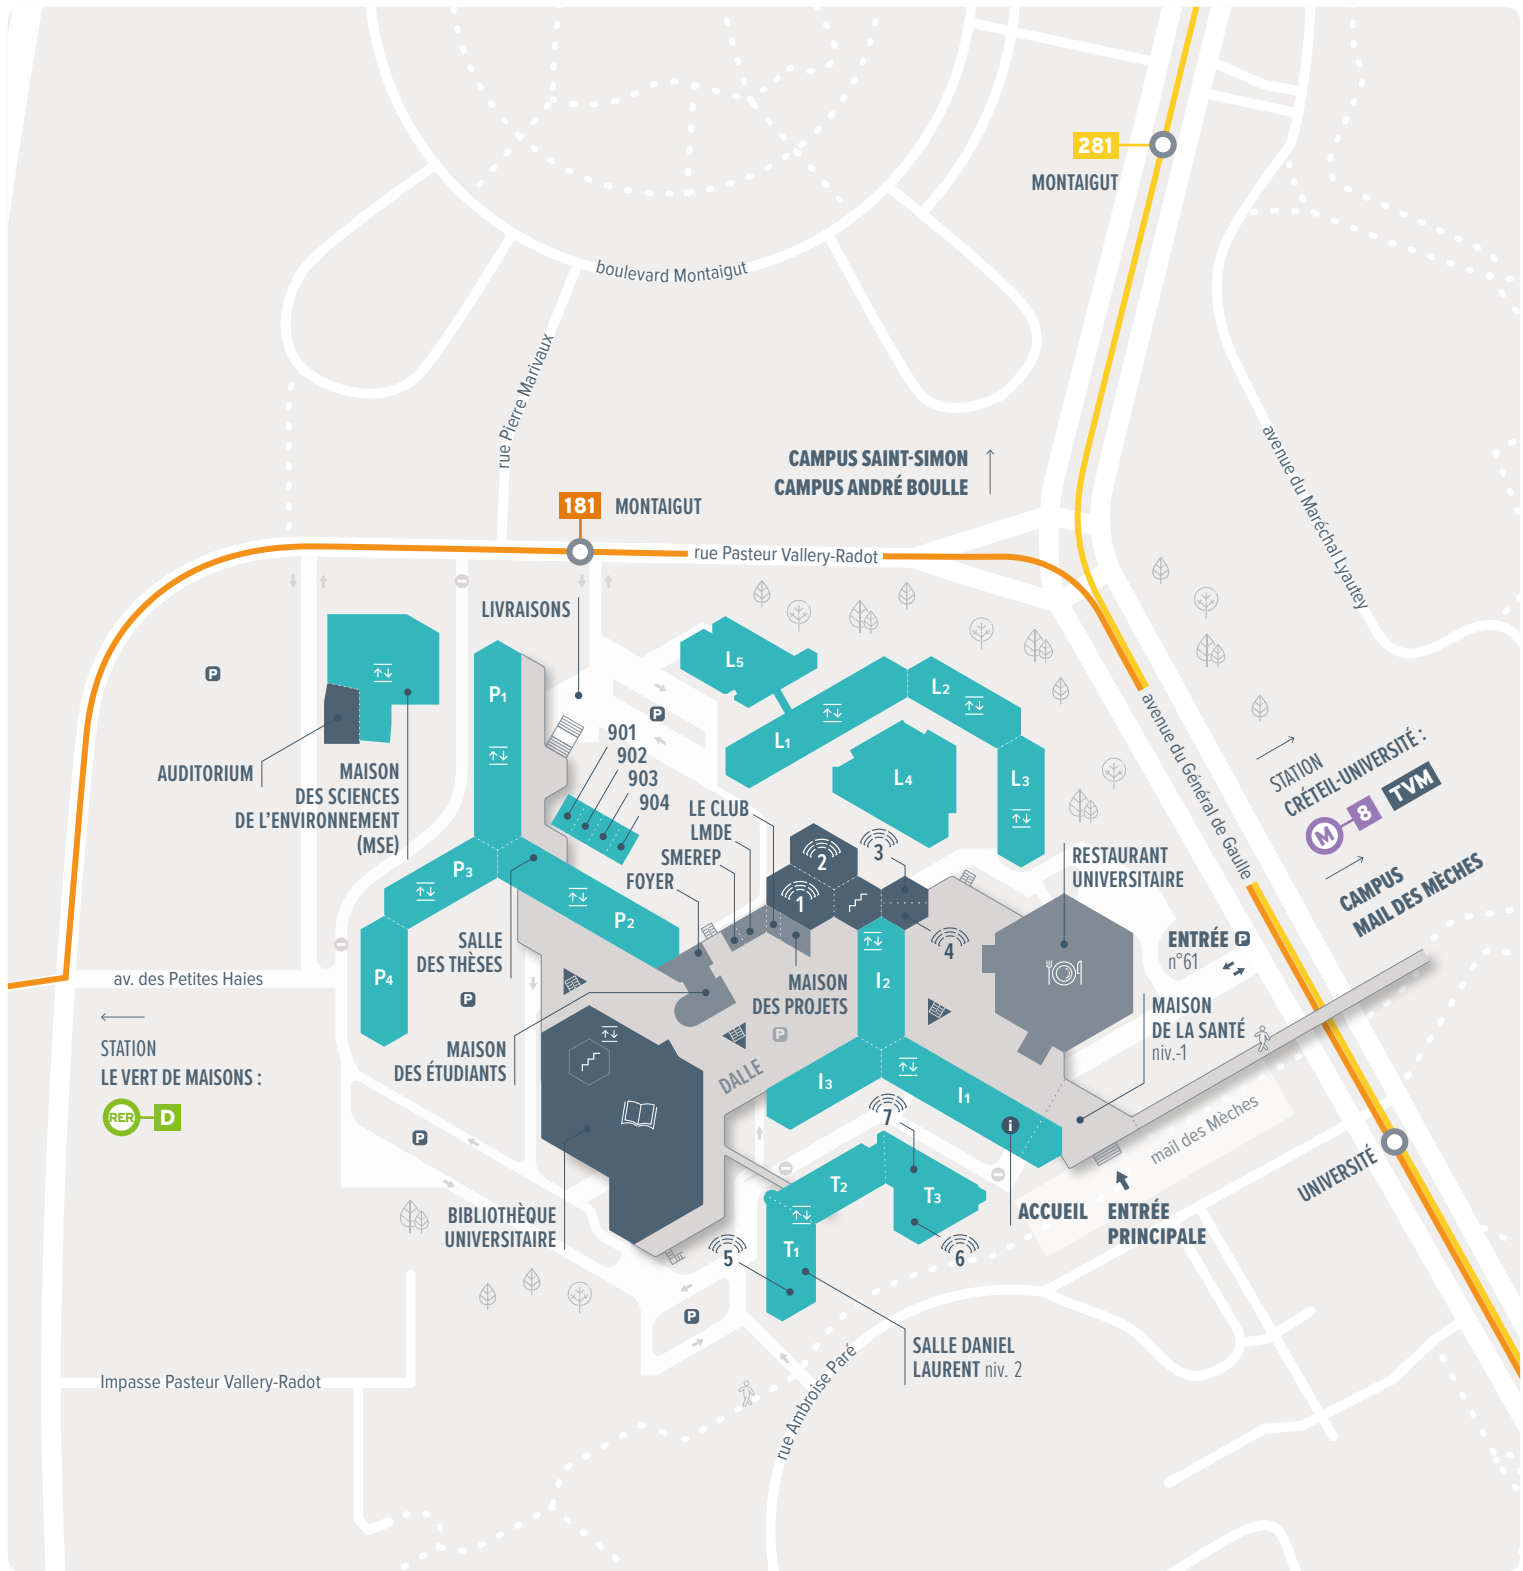 281
MONTAIGUT
boulevard Montaigut
rue Pierre Marivaux
avenue du Maréchal Lyautey
CAMPUS SAINT-SIMON
CAMPUS ANDRÉ BOULLE
181 MONTAIGUT
rue Pasteur Vallery-Radot
LIVRAISONS
P
P1
L5
L2
L1
L4
L3
P
901
902
903
904
AUDITORIUM
MAISON
DES SCIENCES
DE L'ENVIRONNEMENT
(MSE)
avenue du Général de Gaulle
STATION
CRÉTEIL-UNIVERSITÉ :
M 8 TVM
CAMPUS
MAIL DES MÈCHES
LE CLUB
LMDE
SMEREP
FOYER
2
3
1
4
RESTAURANT
UNIVERSITAIRE
P3
P2
P4
SALLE
DES THÈSES
ENTRÉE P
n°61
I2
MAISON
DES PROJETS
av. des Petites Haies
P
P
MAISON
DE LA SANTÉ
niv.-1
STATION
LE VERT DE MAISONS :
RER D
MAISON
DES ÉTUDIANTS
DALLE
I3
I1
7
i
mail des Mèches
P
UNIVERSITÉ
T2
T3
BIBLIOTHÈQUE
UNIVERSITAIRE
ACCUEIL
ENTRÉE
PRINCIPALE
5
T1
6
P
SALLE DANIEL
LAURENT niv. 2
Impasse Pasteur Vallery-Radot
rue Ambroise Paré